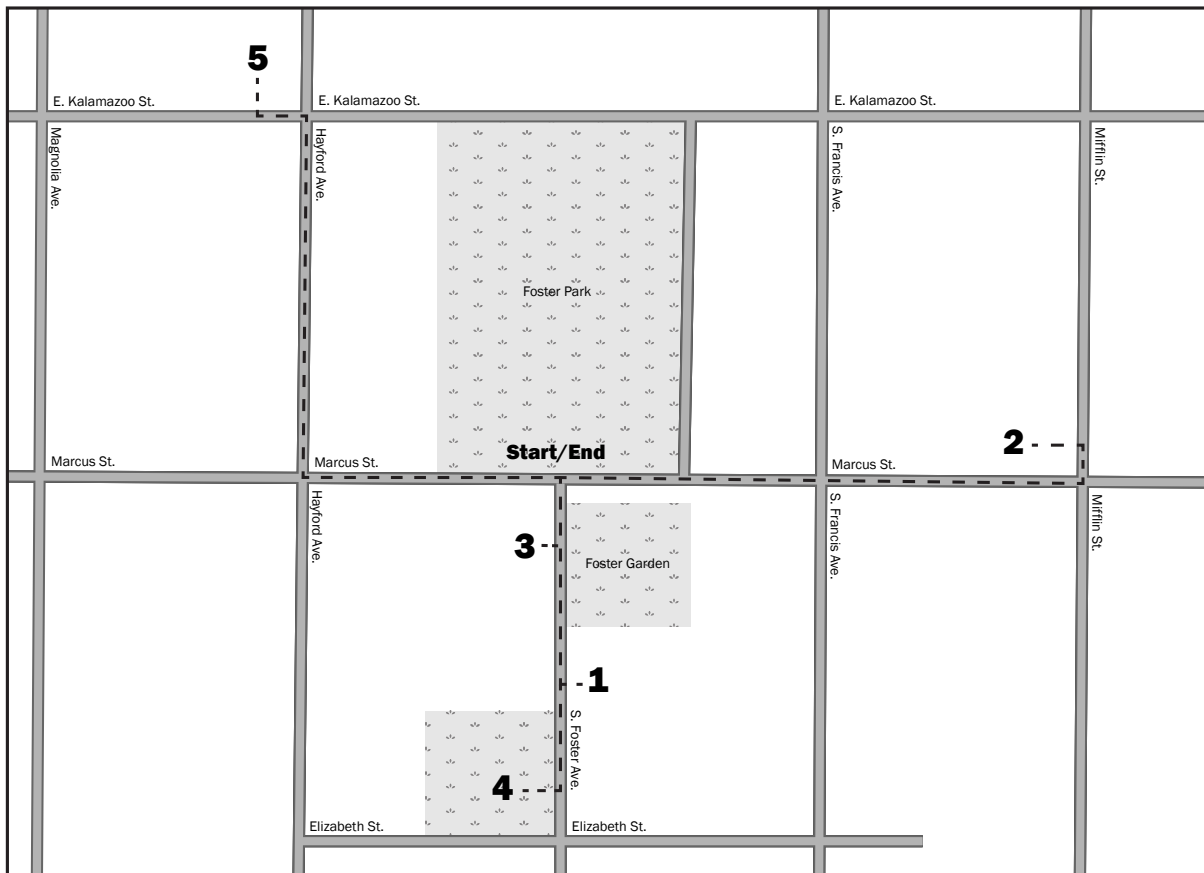 5
E. Kalamazoo St.
E. Kalamazoo St.
E. Kalamazoo St.
Magnolia Ave.
Hayford Ave.
S. Francis Ave.
Mifflin St.
Foster Park
Start/End
2
Marcus St.
Marcus St.
Marcus St.
Hayford Ave.
S. Francis Ave.
Mifflin St.
3
Foster Garden
1
S. Foster Ave.
4
Elizabeth St.
Elizabeth St.